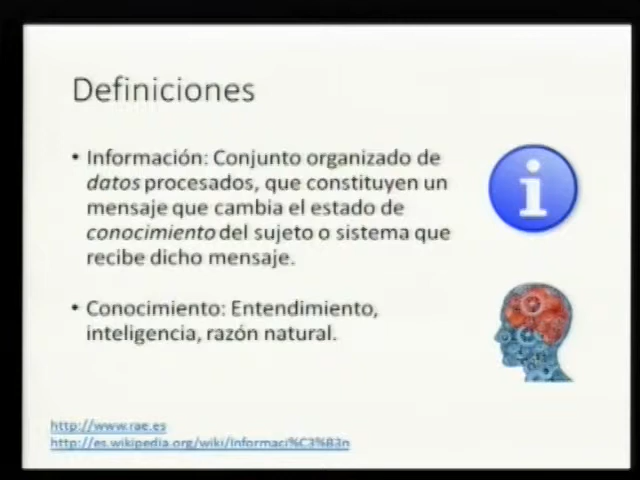 Definiciones
• Información: Conjunto organizado de
datos procesados, que constituyen un
mensaje que cambia el estado de
conocimiento del sujeto o sistema que
recibe dicho mensaje.
• Conocimiento: Entendimiento,
inteligencia, razón natural.
http://www.rae.es
http://es.wikipedia.org/wiki/Informaci%C3%B3n